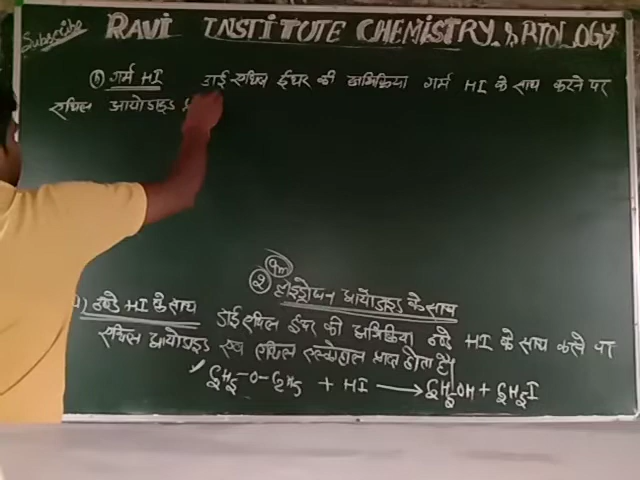 Subscribe
RAVI INSTITUTE CHEMISTRY & BIOLOGY
(b) गर्म HI डाई एथिल ईथर की अभिक्रिया गर्म HI के साथ करने पर
एथिल आयोडाइड
② हाइड्रोजन आयोडाइड के साथ
ठण्डे HI के साथ डाई एथिल ईथर की अभिक्रिया ठण्डे HI के साथ करने पर
एथिल आयोडाइड एवं एथिल एल्कोहाल प्राप्त होता है।
C₂H₅-O-C₂H₅ + HI ⟶ C₂H₅OH + C₂H₅I